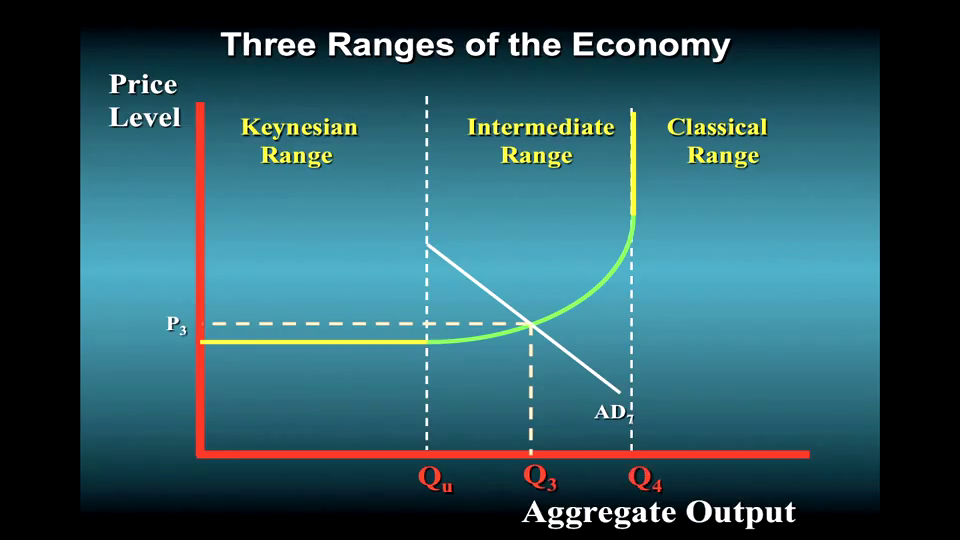 Three Ranges of the Economy
Price
Level
Keynesian
Range
Intermediate
Range
Classical
Range
P3
AD7
Qu
Q3
Q4
Aggregate Output